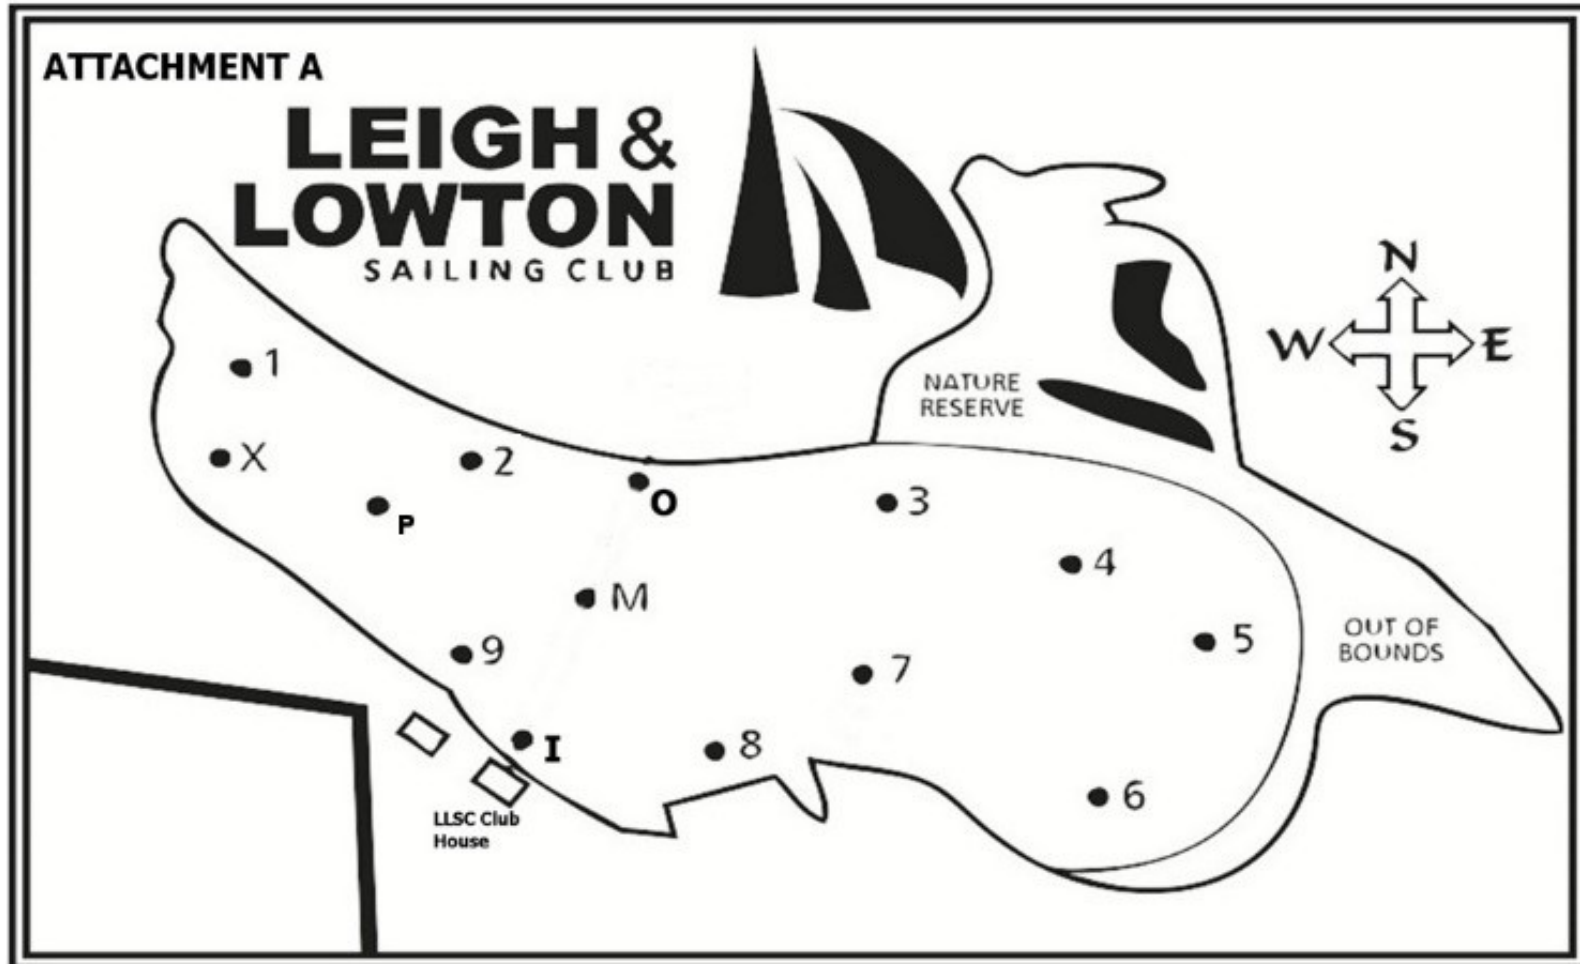 ATTACHMENT A
LEIGH &
LOWTON
SAILING CLUB
N
W E
S
NATURE
RESERVE
1
X
2
P
O
3
4
M
5
OUT OF
BOUNDS
9
7
I
8
6
LLSC Club
House